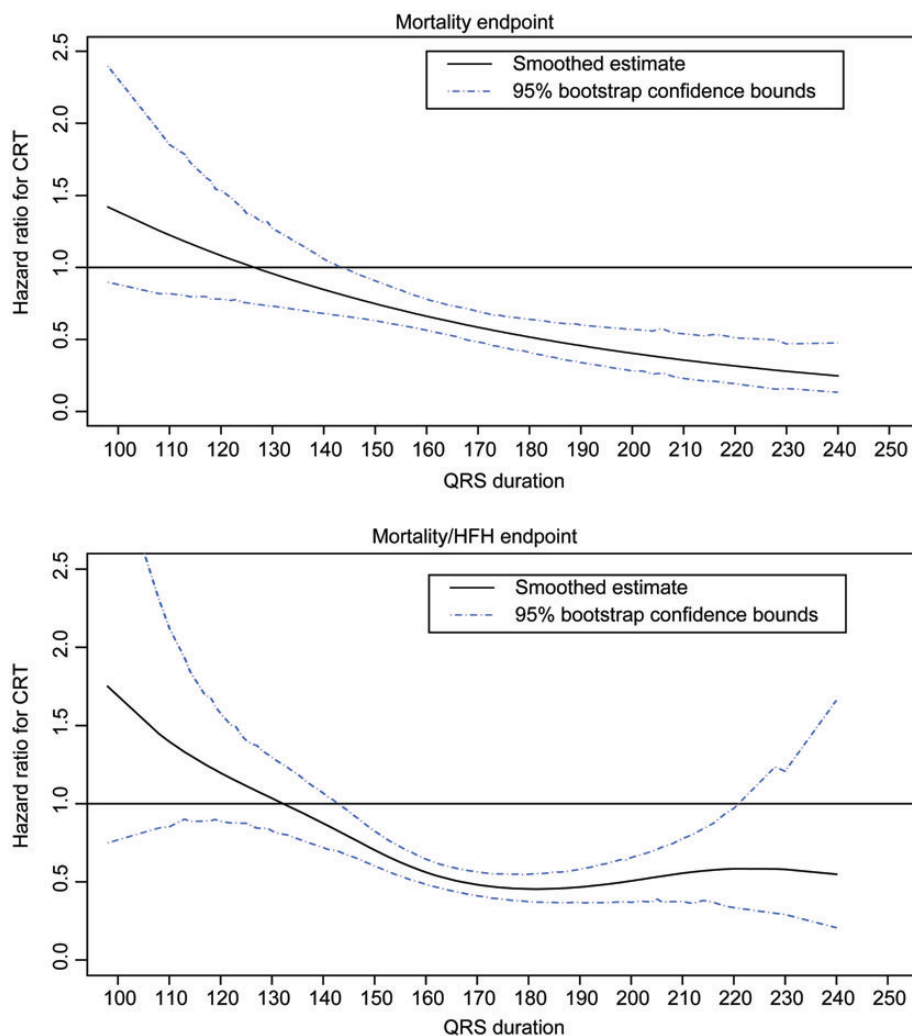 Mortality endpoint
Smoothed estimate
95% bootstrap confidence bounds
Hazard ratio for CRT
2.5
2.0
1.5
1.0
0.5
0.0
100 110 120 130 140 150 160 170 180 190 200 210 220 230 240 250
QRS duration
Mortality/HFH endpoint
Smoothed estimate
95% bootstrap confidence bounds
Hazard ratio for CRT
2.5
2.0
1.5
1.0
0.5
0.0
100 110 120 130 140 150 160 170 180 190 200 210 220 230 240 250
QRS duration